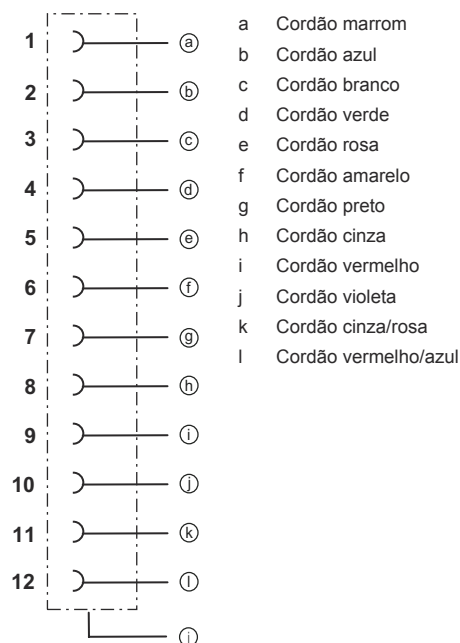 1 ⓐ
2 ⓑ
3 ⓒ
4 ⓓ
5 ⓔ
6 ⓕ
7 ⓖ
8 ⓗ
9 ⓘ
10 ⓙ
11 ⓚ
12 ⓛ
ⓘ
a Cordão marrom
b Cordão azul
c Cordão branco
d Cordão verde
e Cordão rosa
f Cordão amarelo
g Cordão preto
h Cordão cinza
i Cordão vermelho
j Cordão violeta
k Cordão cinza/rosa
l Cordão vermelho/azul